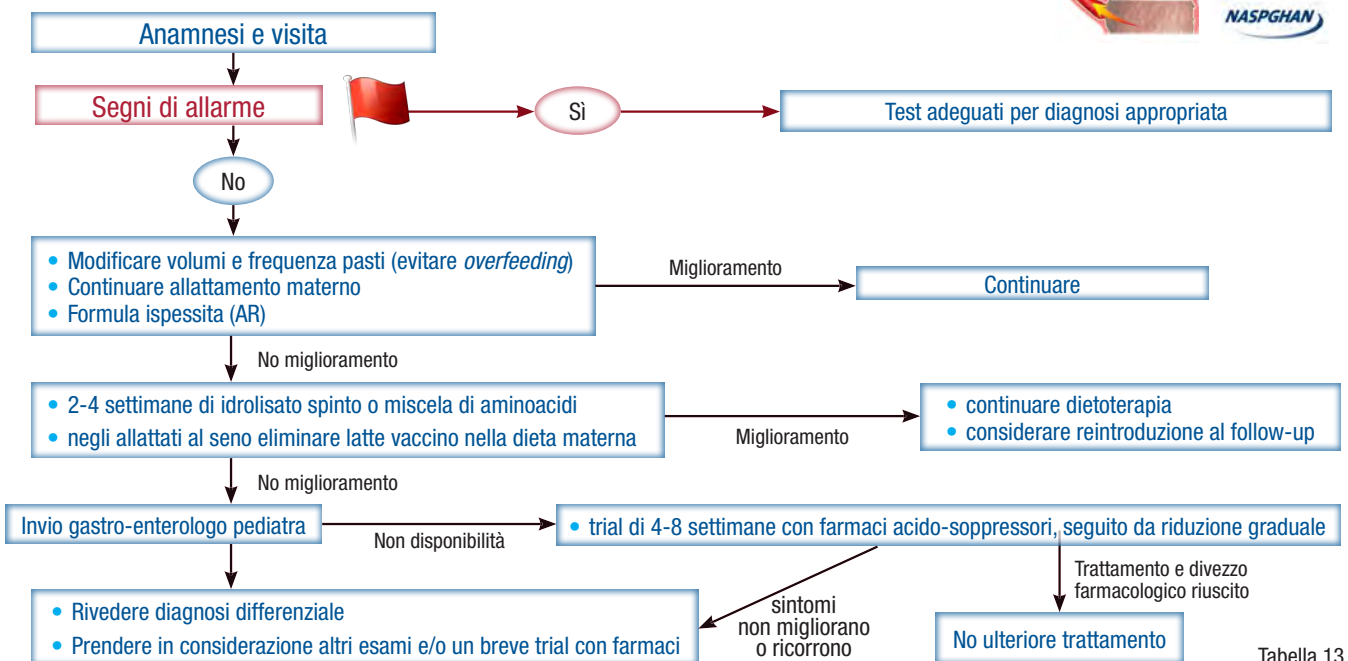 NASPGHAN
Anamnesi e visita
Segni di allarme
Sì
Test adeguati per diagnosi appropriata
No
• Modificare volumi e frequenza pasti (evitare overfeeding)
• Continuare allattamento materno
• Formula ispessita (AR)
Miglioramento
Continuare
No miglioramento
• 2-4 settimane di idrolisato spinto o miscela di aminoacidi
• negli allattati al seno eliminare latte vaccino nella dieta materna
Miglioramento
• continuare dietoterapia
• considerare reintroduzione al follow-up
No miglioramento
Invio gastro-enterologo pediatra
Non disponibilità
• trial di 4-8 settimane con farmaci acido-soppressori, seguito da riduzione graduale
Trattamento e divezzo
farmacologico riuscito
• Rivedere diagnosi differenziale
• Prendere in considerazione altri esami e/o un breve trial con farmaci
sintomi
non migliorano
o ricorrono
No ulteriore trattamento
Tabella 13